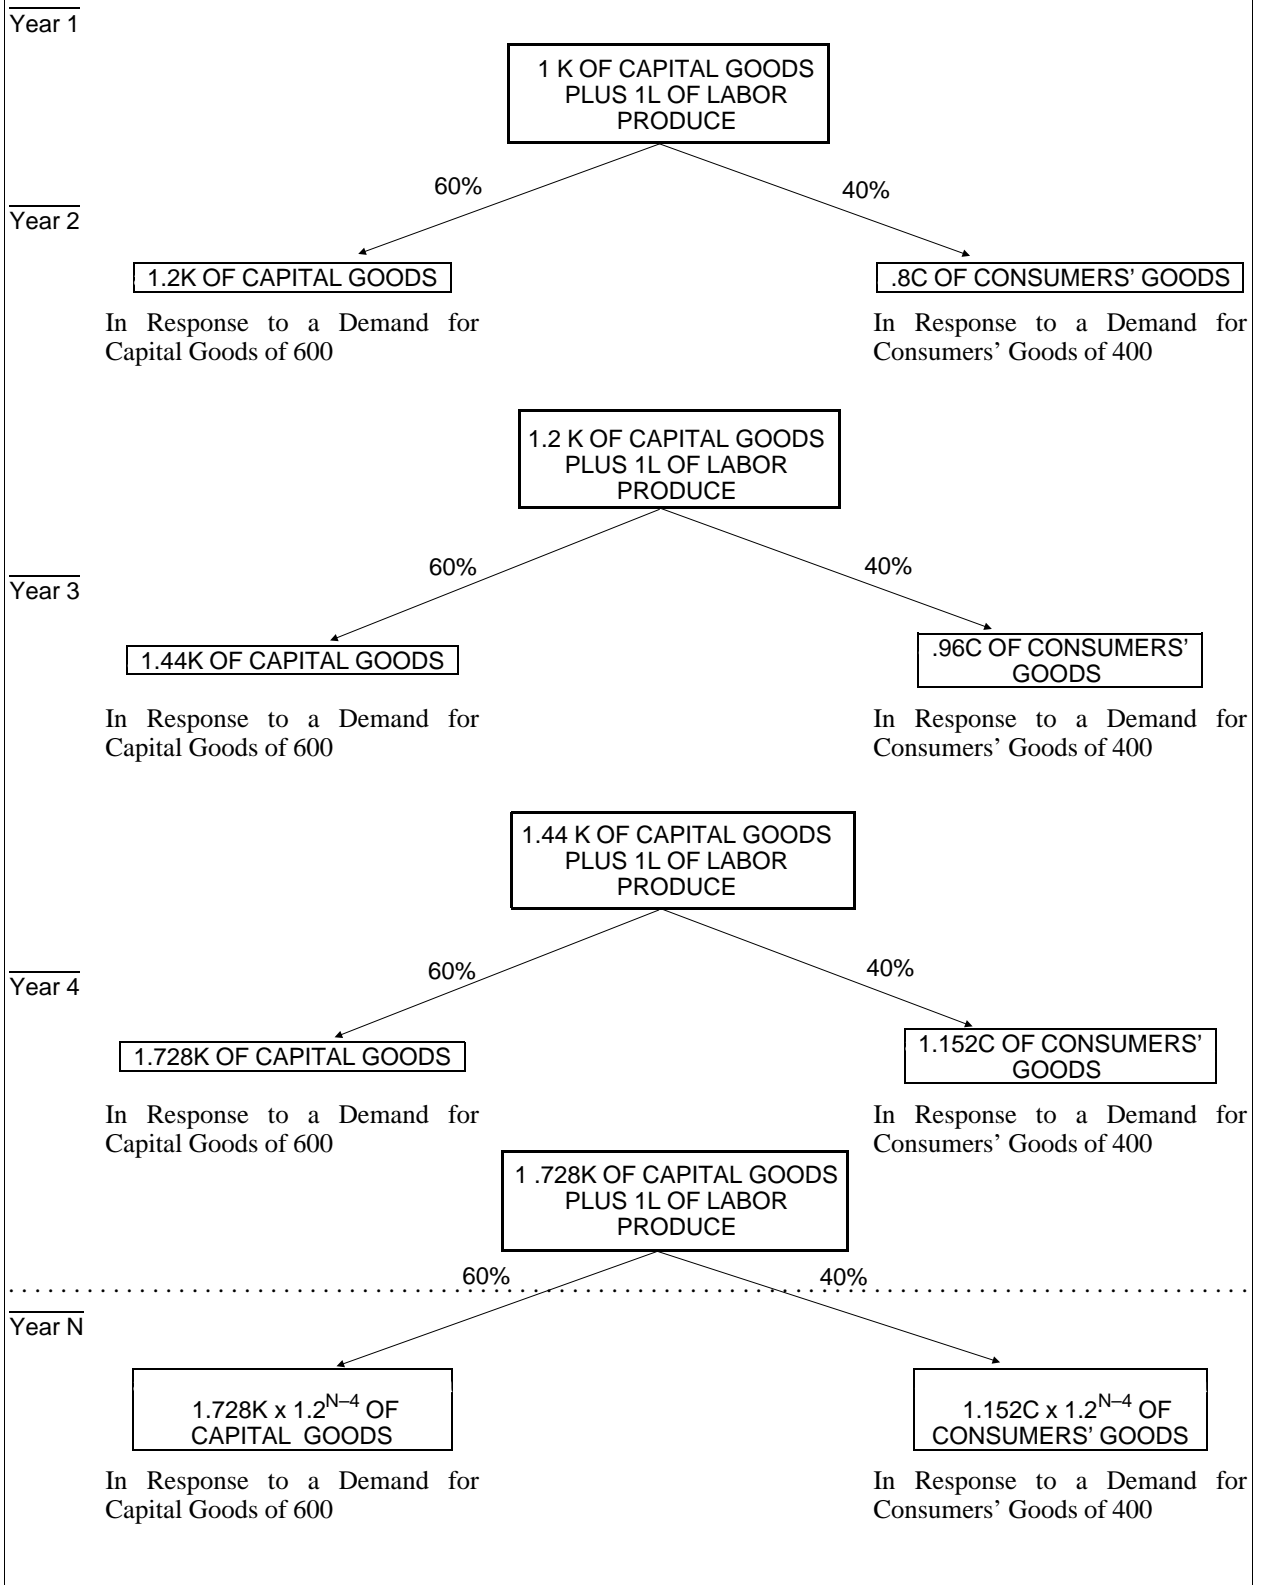 Year 1
1 K OF CAPITAL GOODS
PLUS 1L OF LABOR
PRODUCE
60%
40%
Year 2
1.2K OF CAPITAL GOODS
.8C OF CONSUMERS’ GOODS
In Response to a Demand for
Capital Goods of 600
In Response to a Demand for
Consumers’ Goods of 400
1.2 K OF CAPITAL GOODS
PLUS 1L OF LABOR
PRODUCE
60%
40%
Year 3
1.44K OF CAPITAL GOODS
.96C OF CONSUMERS’
GOODS
In Response to a Demand for
Capital Goods of 600
In Response to a Demand for
Consumers’ Goods of 400
1.44 K OF CAPITAL GOODS
PLUS 1L OF LABOR
PRODUCE
60%
40%
Year 4
1.728K OF CAPITAL GOODS
1.152C OF CONSUMERS’
GOODS
In Response to a Demand for
Capital Goods of 600
In Response to a Demand for
Consumers’ Goods of 400
1 .728K OF CAPITAL GOODS
PLUS 1L OF LABOR
PRODUCE
60%
40%
Year N
1.728K x 1.2^N–4 OF
CAPITAL GOODS
1.152C x 1.2^N–4 OF
CONSUMERS’ GOODS
In Response to a Demand for
Capital Goods of 600
In Response to a Demand for
Consumers’ Goods of 400